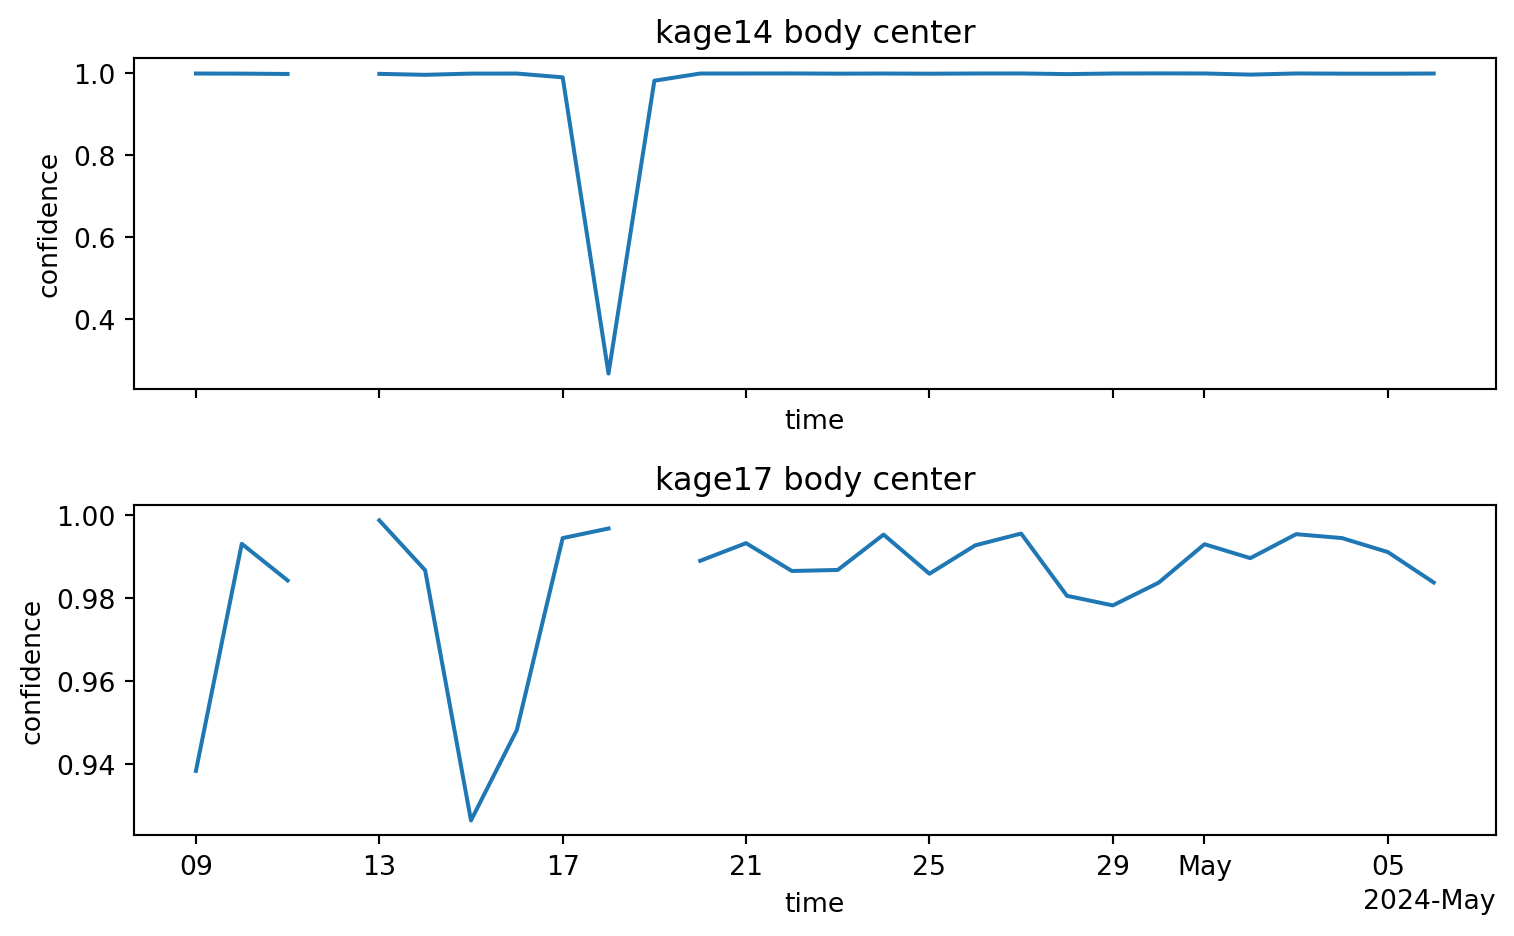 kage14 body center
1.0
0.8
0.6
0.4
confidence
time
kage17 body center
1.00
0.98
0.96
0.94
confidence
09 13 17 21 25 29 May 05
time
2024-May